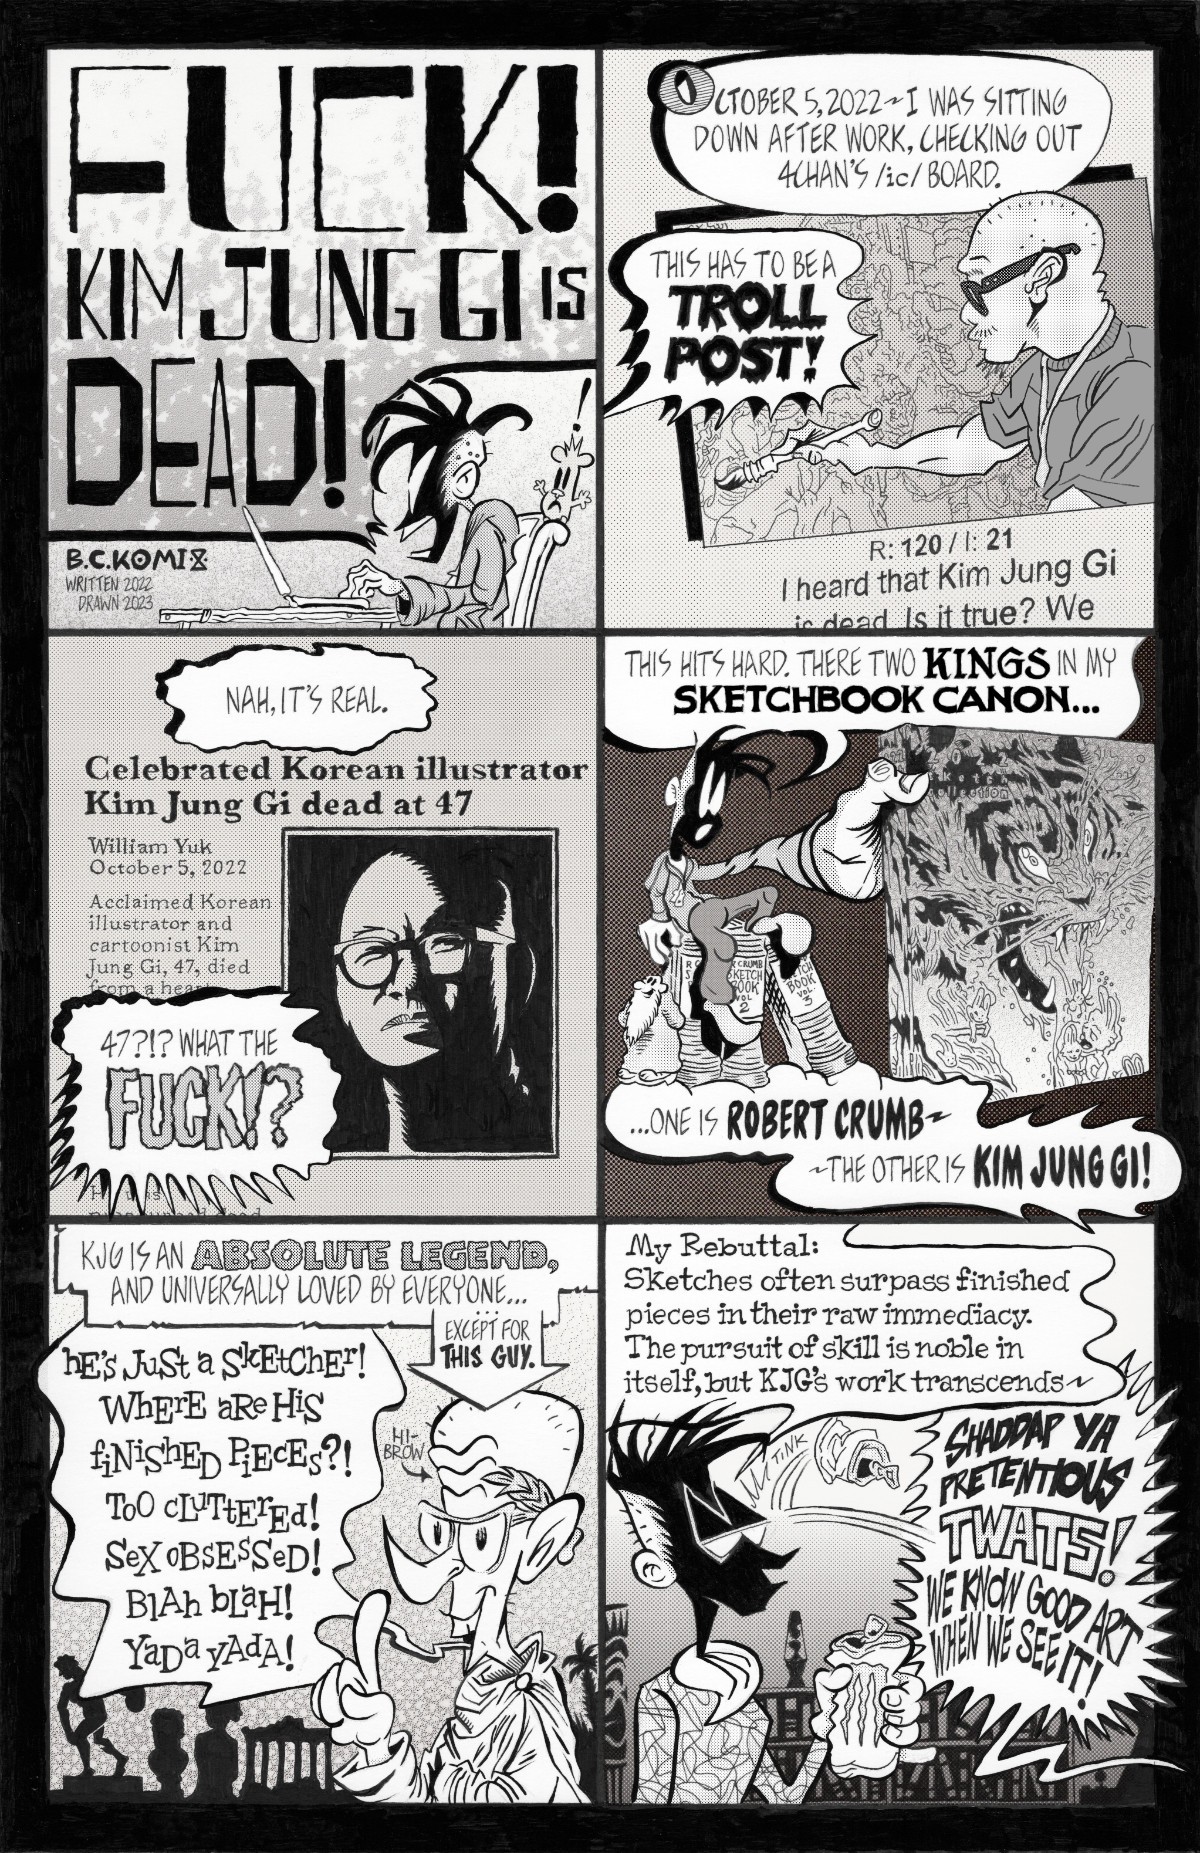 FUCK!
KIM JUNG GI IS
DEAD!
!
B.C.KOMIX
WRITTEN 2022
DRAWN 2023
OCTOBER 5, 2022~I WAS SITTING
DOWN AFTER WORK, CHECKING OUT
4CHAN'S /ic/ BOARD.
THIS HAS TO BE A
TROLL
POST!
R: 120 / I: 21
I heard that Kim Jung Gi
is dead. Is it true? We
NAH, IT'S REAL.
Celebrated Korean illustrator
Kim Jung Gi dead at 47
William Yuk
October 5, 2022
Acclaimed Korean
illustrator and
cartoonist Kim
Jung Gi, 47, died
from a hear
47?!? WHAT THE
FUCK!?
THIS HITS HARD. THERE TWO KINGS IN MY
SKETCHBOOK CANON...
sketch
collection
R CRUMB
SKETCH
BOOK
VOL
2
BOOK
VOL
3
...ONE IS ROBERT CRUMB~
~THE OTHER IS KIM JUNG GI!
KJG IS AN ABSOLUTE LEGEND,
AND UNIVERSALLY LOVED BY EVERYONE...
...
EXCEPT FOR
THIS GUY.
hE'S JuSt a SkEtCher!
WhErE aRe HiS
fiNiShED PiEcEs?!
ToO cLuTtErEd!
SeX oBsEsSeD!
BlAh bLaH!
YaDa yAdA!
HI-
BROW
My Rebuttal:
Sketches often surpass finished
pieces in their raw immediacy.
The pursuit of skill is noble in
itself, but KJG's work transcends~
TINK
SHADDAP YA
PRETENTIOUS
TWATS!
WE KNOW GOOD ART
WHEN WE SEE IT!